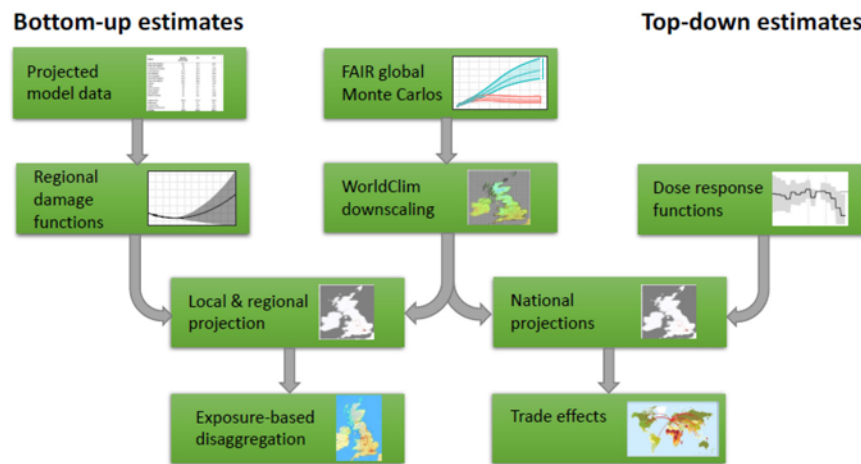 Bottom-up estimates
Top-down estimates
Projected
model data
FAIR global
Monte Carlos
Regional
damage
functions
WorldClim
downscaling
Dose response
functions
Local & regional
projection
National
projections
Exposure-based
disaggregation
Trade effects